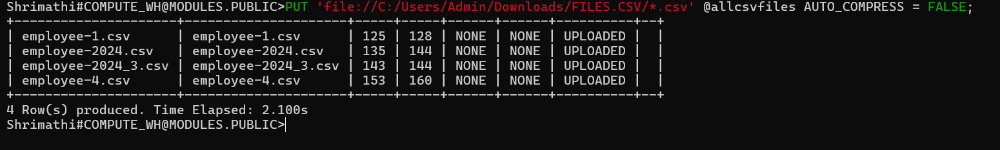 Shrimathi#COMPUTE_WH@MODULES.PUBLIC>PUT 'file://C:/Users/Admin/Downloads/FILES.CSV/*.csv' @allcsvfiles AUTO_COMPRESS = FALSE;
+---------------------+---------------------+-----+-----+------+------+----------+--+
| employee-1.csv      | employee-1.csv      | 125 | 128 | NONE | NONE | UPLOADED |  |
| employee-2024.csv   | employee-2024.csv   | 135 | 144 | NONE | NONE | UPLOADED |  |
| employee-2024_3.csv | employee-2024_3.csv | 143 | 144 | NONE | NONE | UPLOADED |  |
| employee-4.csv      | employee-4.csv      | 153 | 160 | NONE | NONE | UPLOADED |  |
+---------------------+---------------------+-----+-----+------+------+----------+--+
4 Row(s) produced. Time Elapsed: 2.100s
Shrimathi#COMPUTE_WH@MODULES.PUBLIC>